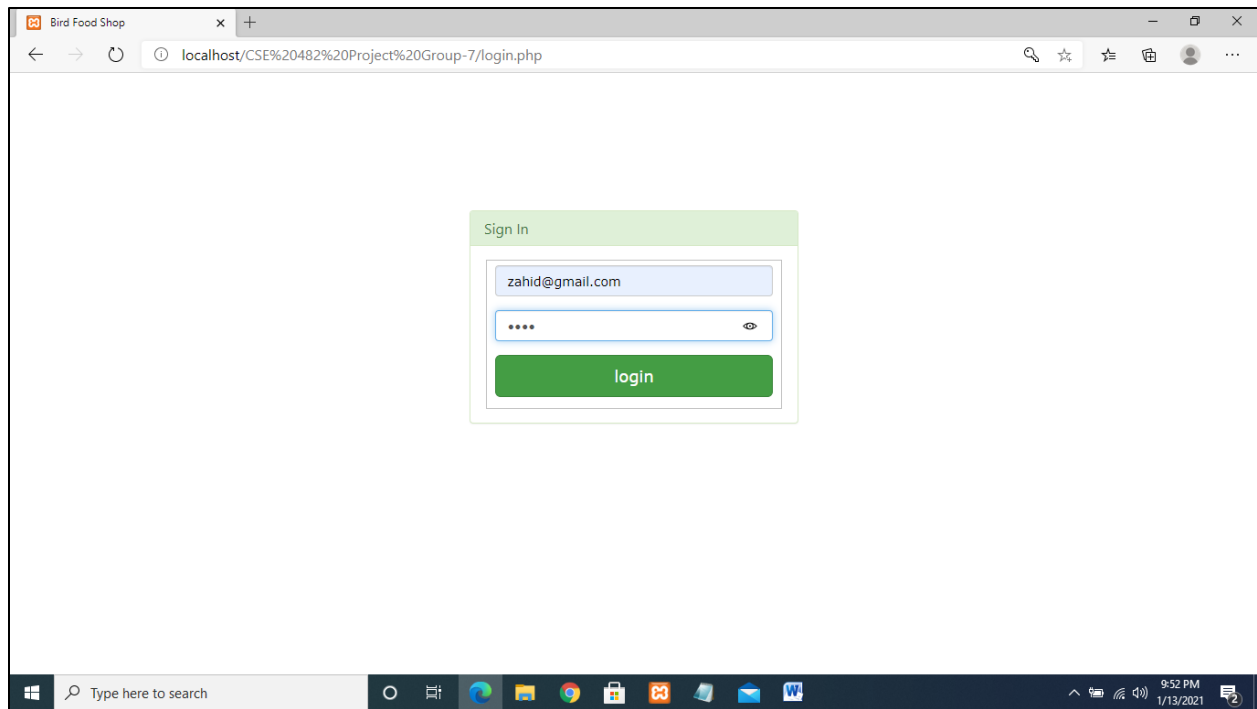 Bird Food Shop
localhost/CSE%20482%20Project%20Group-7/login.php
Sign In
zahid@gmail.com
••••
login
Type here to search
9:52 PM
1/13/2021
2